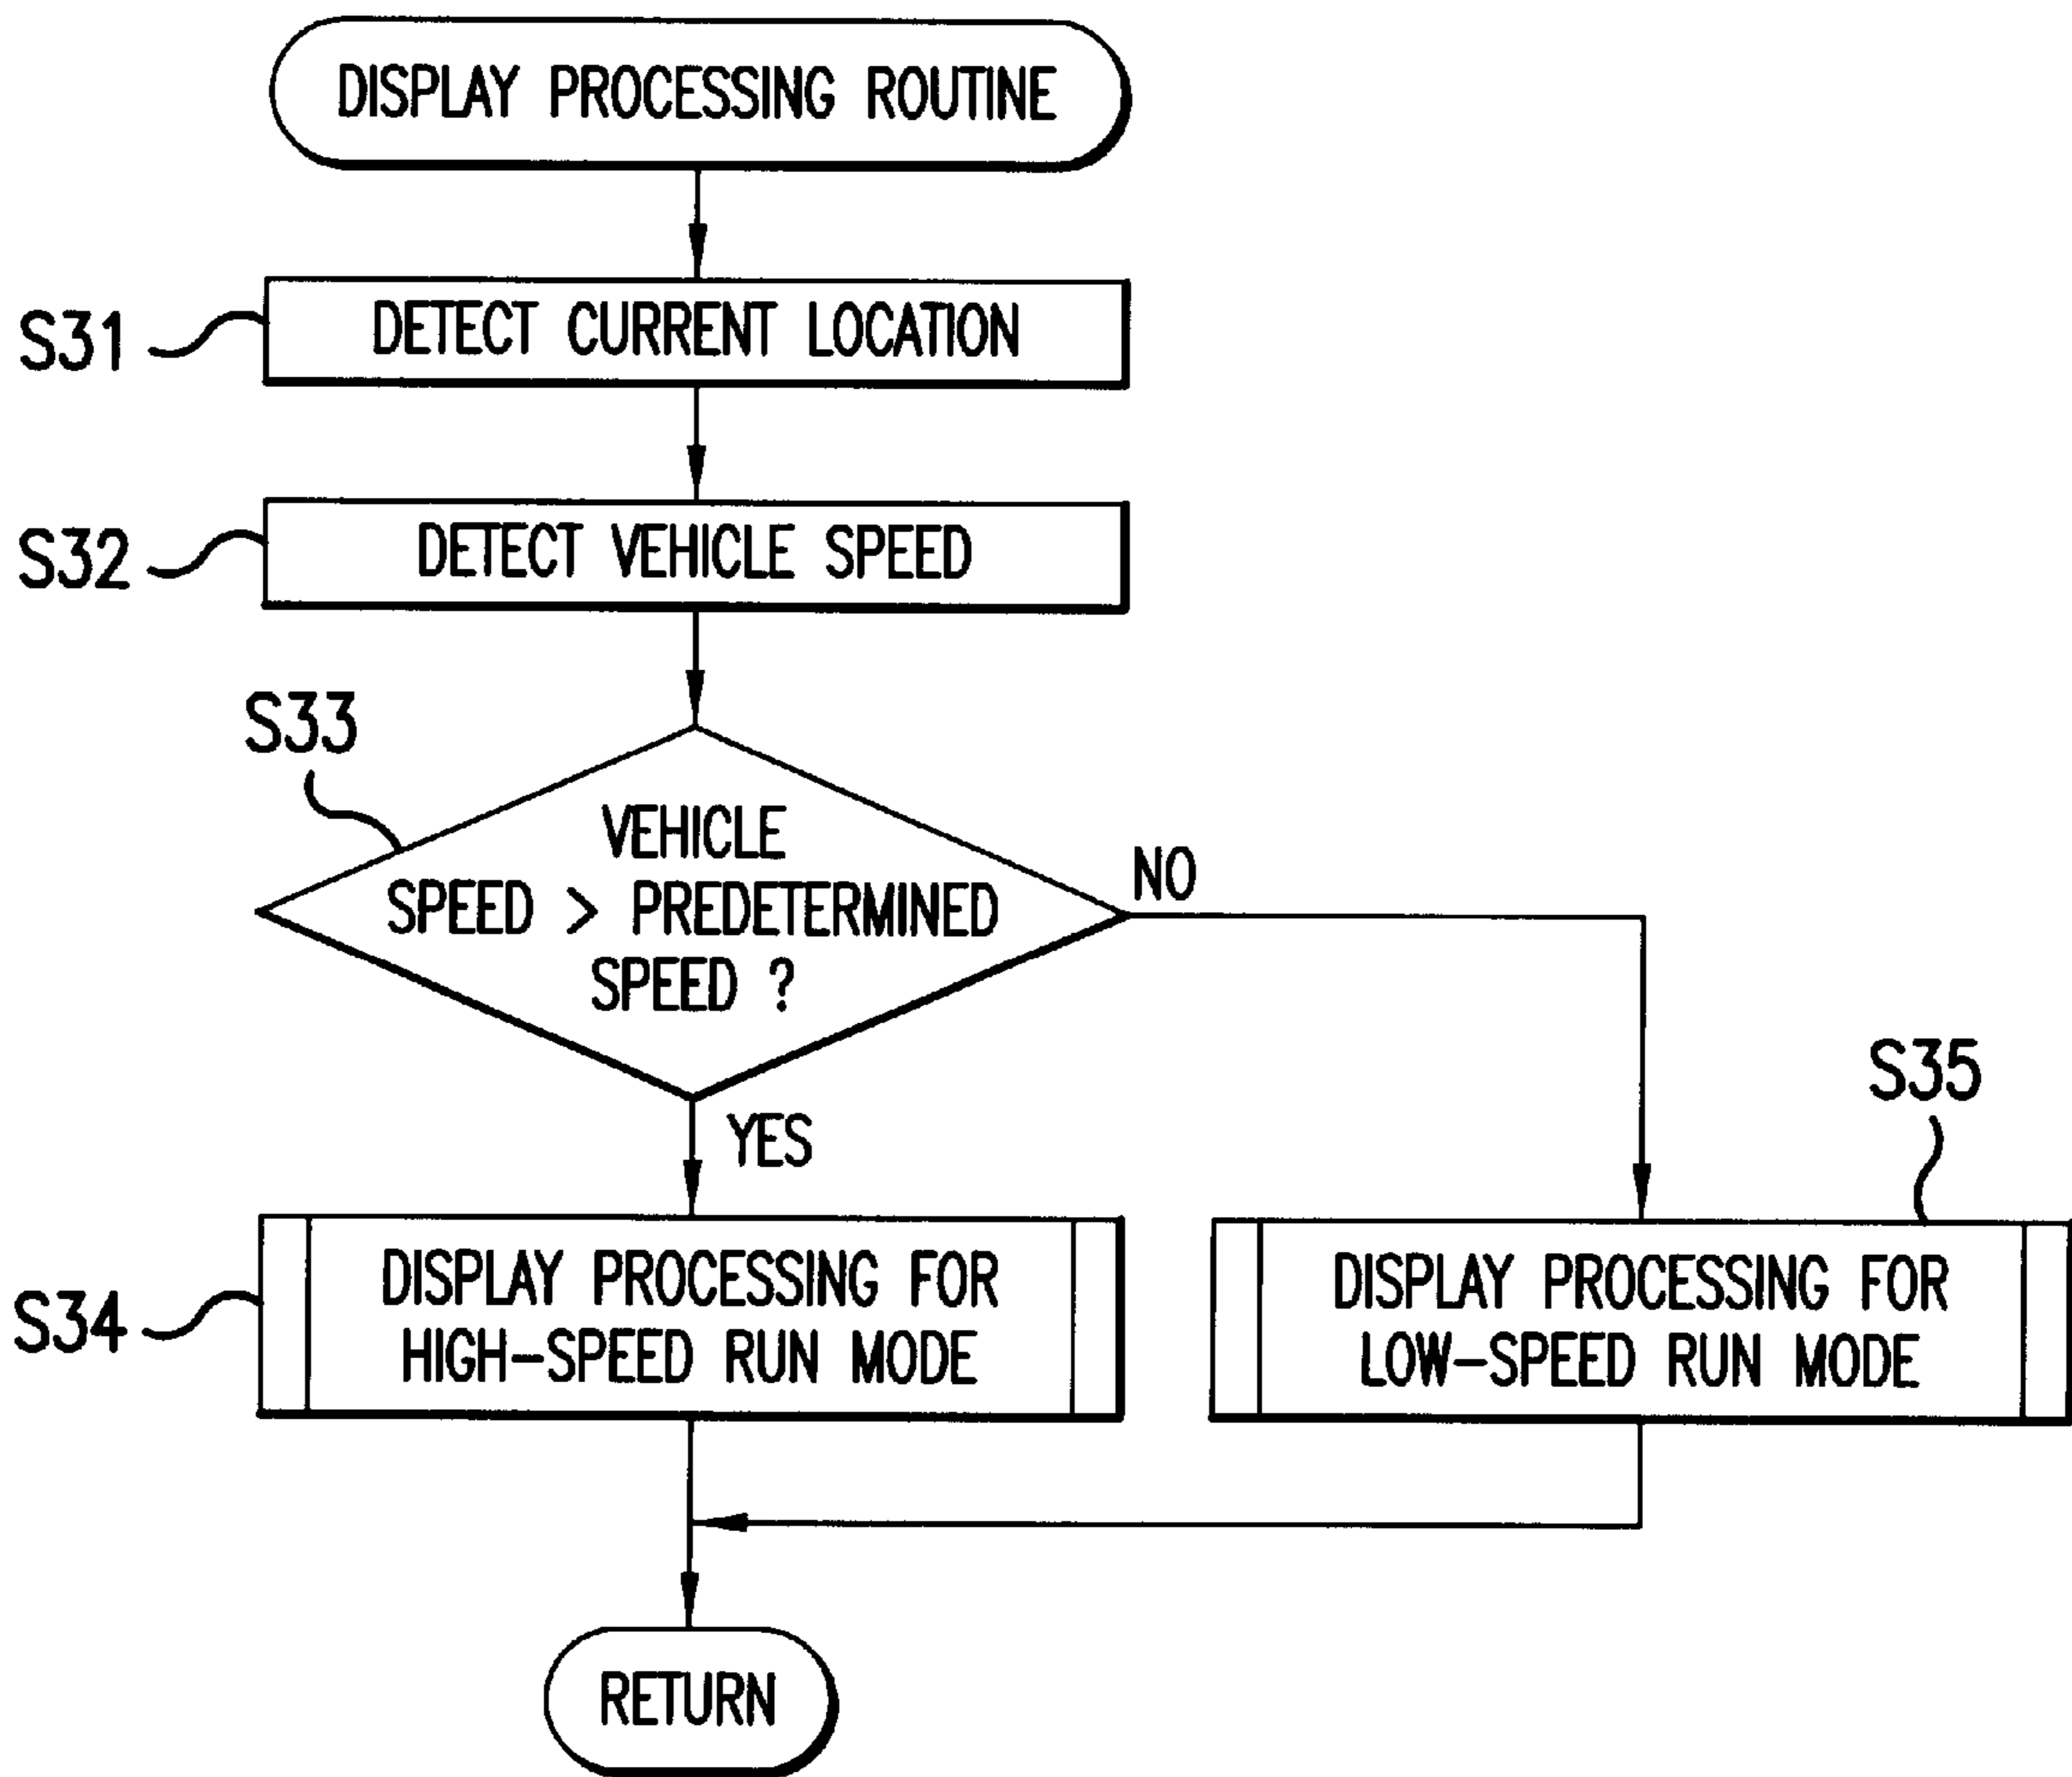 DISPLAY PROCESSING ROUTINE
S31
DETECT CURRENT LOCATION
S32
DETECT VEHICLE SPEED
S33
VEHICLE
SPEED > PREDETERMINED
SPEED ?
NO
YES
S34
DISPLAY PROCESSING FOR
HIGH-SPEED RUN MODE
S35
DISPLAY PROCESSING FOR
LOW-SPEED RUN MODE
RETURN